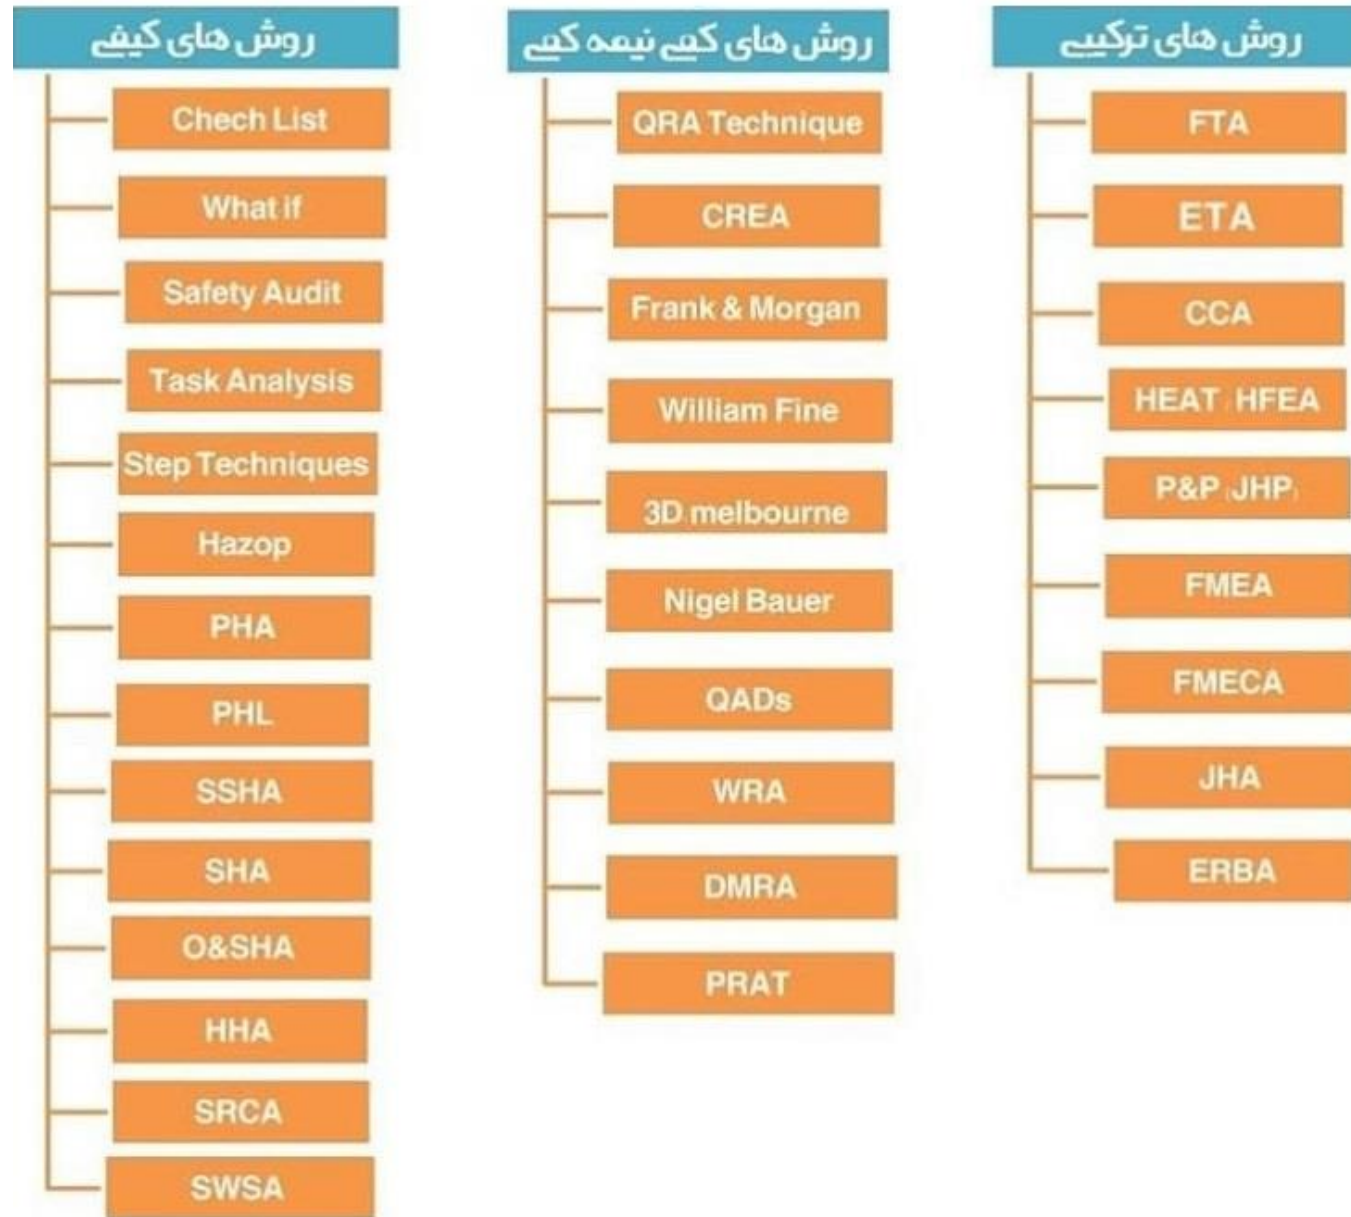 روش های کیفی
Chech List
What if
Safety Audit
Task Analysis
Step Techniques
Hazop
PHA
PHL
SSHA
SHA
O&SHA
HHA
SRCA
SWSA
روش های کمی نیمه کمی
QRA Technique
CREA
Frank & Morgan
William Fine
3D melbourne
Nigel Bauer
QADs
WRA
DMRA
PRAT
روش های ترکیبی
FTA
ETA
CCA
HEAT / HFEA
P&P (JHP)
FMEA
FMECA
JHA
ERBA